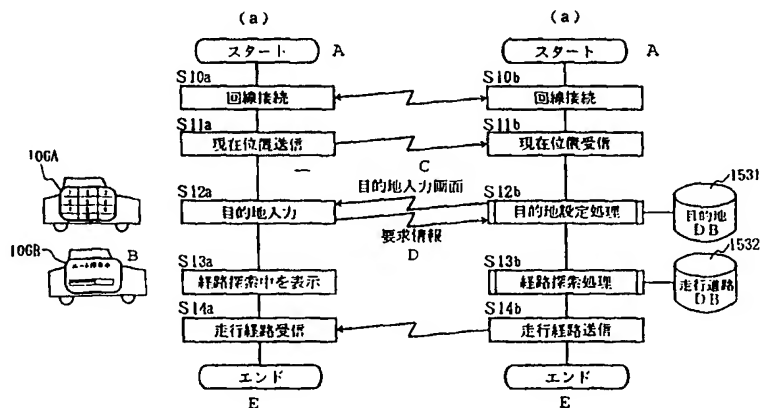 (a) (a)
スタート A スタート A
S10a S10b
回線接続 回線接続
S11a S11b
現在位置送信 現在位置受信
106A C
目的地入力画面
S12a S12b 1531
目的地入力 目的地設定処理 目的地
DB
要求情報
D
106B B S13a S13b 1532
経路探索中を表示 経路探索処理 走行道路
DB
S14a S14b
走行経路受信 走行経路送信
エンド エンド
E E